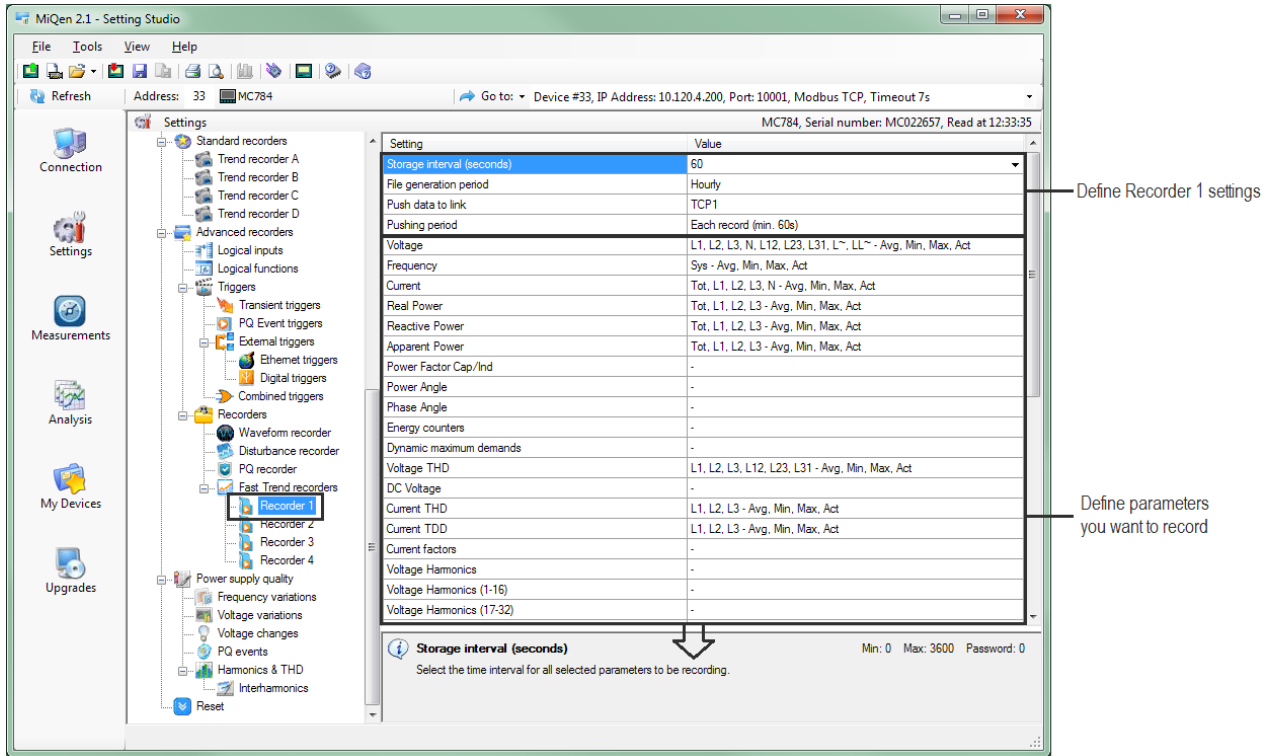 MiQen 2.1 - Setting Studio
File Tools View Help
Refresh Address: 33 MC784 Go to: Device #33, IP Address: 10.120.4.200, Port: 10001, Modbus TCP, Timeout 7s
Connection
Settings
Measurements
Analysis
My Devices
Upgrades
Settings MC784, Serial number: MC022657, Read at 12:33:35
Standard recorders
Trend recorder A
Trend recorder B
Trend recorder C
Trend recorder D
Advanced recorders
Logical inputs
Logical functions
Triggers
Transient triggers
PQ Event triggers
External triggers
Ethernet triggers
Digital triggers
Combined triggers
Recorders
Waveform recorder
Disturbance recorder
PQ recorder
Fast Trend recorders
Recorder 1
Recorder 2
Recorder 3
Recorder 4
Power supply quality
Frequency variations
Voltage variations
Voltage changes
PQ events
Harmonics & THD
Interharmonics
Reset
Setting Value
Storage interval (seconds) 60
File generation period Hourly
Push data to link TCP1
Pushing period Each record (min. 60s)
Voltage L1, L2, L3, N, L12, L23, L31, L~, LL~ - Avg, Min, Max, Act
Frequency Sys - Avg, Min, Max, Act
Current Tot, L1, L2, L3, N - Avg, Min, Max, Act
Real Power Tot, L1, L2, L3 - Avg, Min, Max, Act
Reactive Power Tot, L1, L2, L3 - Avg, Min, Max, Act
Apparent Power Tot, L1, L2, L3 - Avg, Min, Max, Act
Power Factor Cap/Ind -
Power Angle -
Phase Angle -
Energy counters -
Dynamic maximum demands -
Voltage THD L1, L2, L3, L12, L23, L31 - Avg, Min, Max, Act
DC Voltage -
Current THD L1, L2, L3 - Avg, Min, Max, Act
Current TDD L1, L2, L3 - Avg, Min, Max, Act
Current factors -
Voltage Harmonics -
Voltage Harmonics (1-16) -
Voltage Harmonics (17-32) -
Storage interval (seconds) Min: 0 Max: 3600 Password: 0
Select the time interval for all selected parameters to be recording.
Define Recorder 1 settings
Define parameters
you want to record